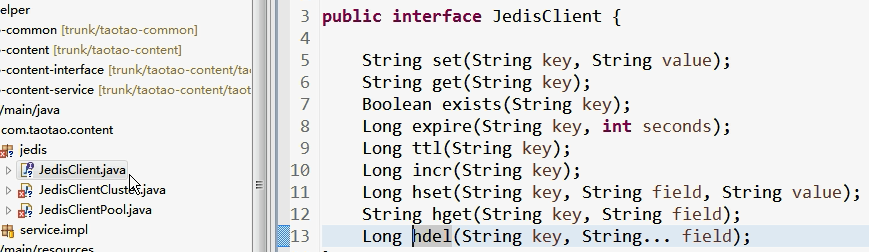 elper
-common [trunk/taotao-common]
-content [trunk/taotao-content]
-content-interface [trunk/taotao-content/tao
-content-service [trunk/taotao-content/taot
/main/java
com.taotao.content
jedis
JedisClient.java
JedisClientCluster.java
JedisClientPool.java
service.impl
/main/resources
3 public interface JedisClient {
4
5 String set(String key, String value);
6 String get(String key);
7 Boolean exists(String key);
8 Long expire(String key, int seconds);
9 Long ttl(String key);
10 Long incr(String key);
11 Long hset(String key, String field, String value);
12 String hget(String key, String field);
13 Long hdel(String key, String... field);